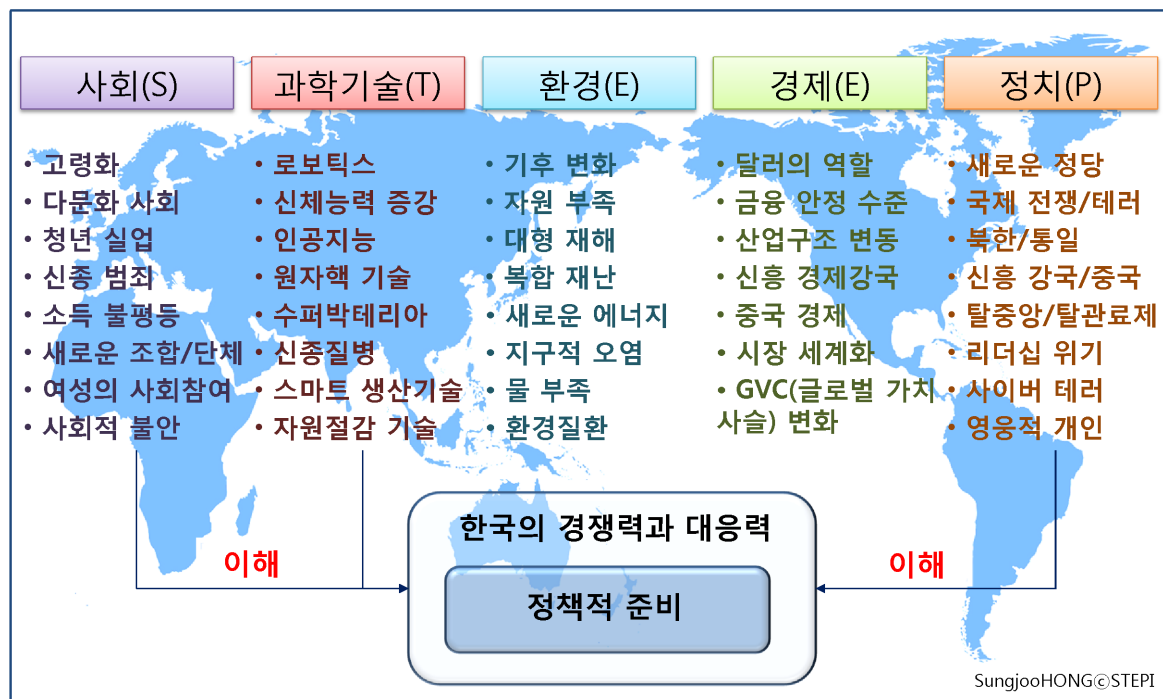 사회(S)
• 고령화
• 다문화 사회
• 청년 실업
• 신종 범죄
• 소득 불평등
• 새로운 조합/단체
• 여성의 사회참여
• 사회적 불안
과학기술(T)
• 로보틱스
• 신체능력 증강
• 인공지능
• 원자핵 기술
• 수퍼박테리아
• 신종질병
• 스마트 생산기술
• 자원절감 기술
환경(E)
• 기후 변화
• 자원 부족
• 대형 재해
• 복합 재난
• 새로운 에너지
• 지구적 오염
• 물 부족
• 환경질환
경제(E)
• 달러의 역할
• 금융 안정 수준
• 산업구조 변동
• 신흥 경제강국
• 중국 경제
• 시장 세계화
• GVC(글로벌 가치
사슬) 변화
정치(P)
• 새로운 정당
• 국제 전쟁/테러
• 북한/통일
• 신흥 강국/중국
• 탈중앙/탈관료제
• 리더십 위기
• 사이버 테러
• 영웅적 개인
이해
한국의 경쟁력과 대응력
정책적 준비
이해
SungjooHONGⓒSTEPI